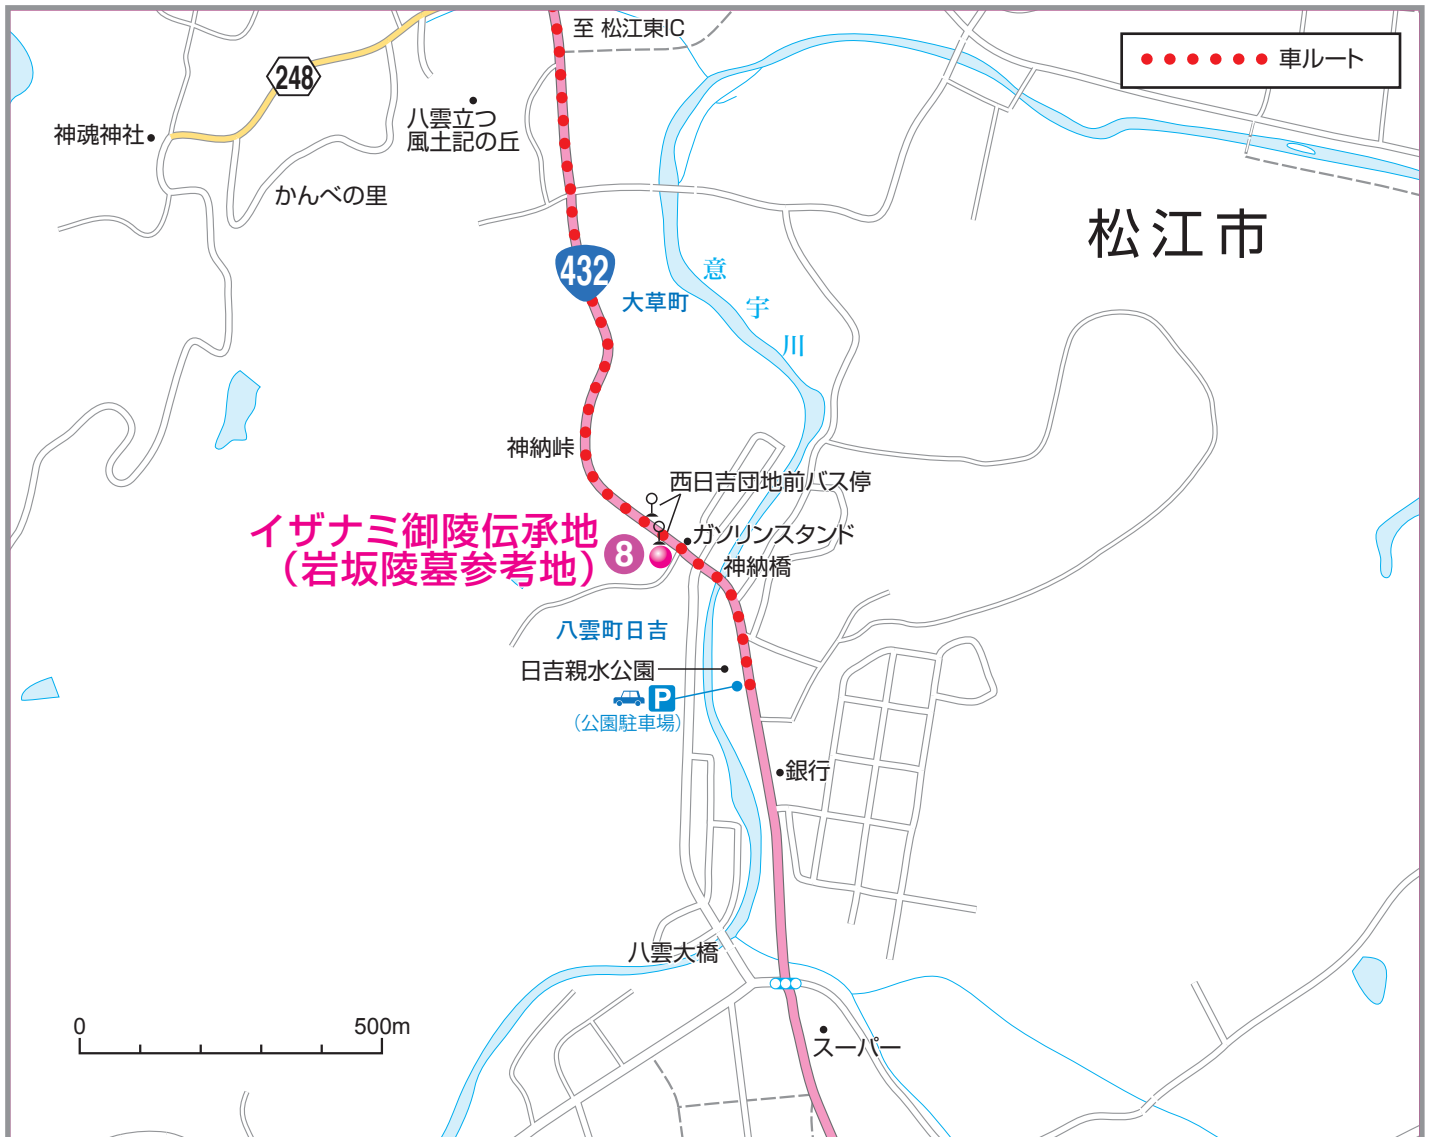 至 松江東IC
車ルート
248
八雲立つ
風土記の丘
神魂神社
かんべの里
松江市
432
意宇川
大草町
神納峠
西日吉団地前バス停
イザナミ御陵伝承地
（岩坂陵墓参考地）
8
ガソリンスタンド
神納橋
八雲町日吉
日吉親水公園
P
（公園駐車場）
銀行
八雲大橋
0
500m
スーパー